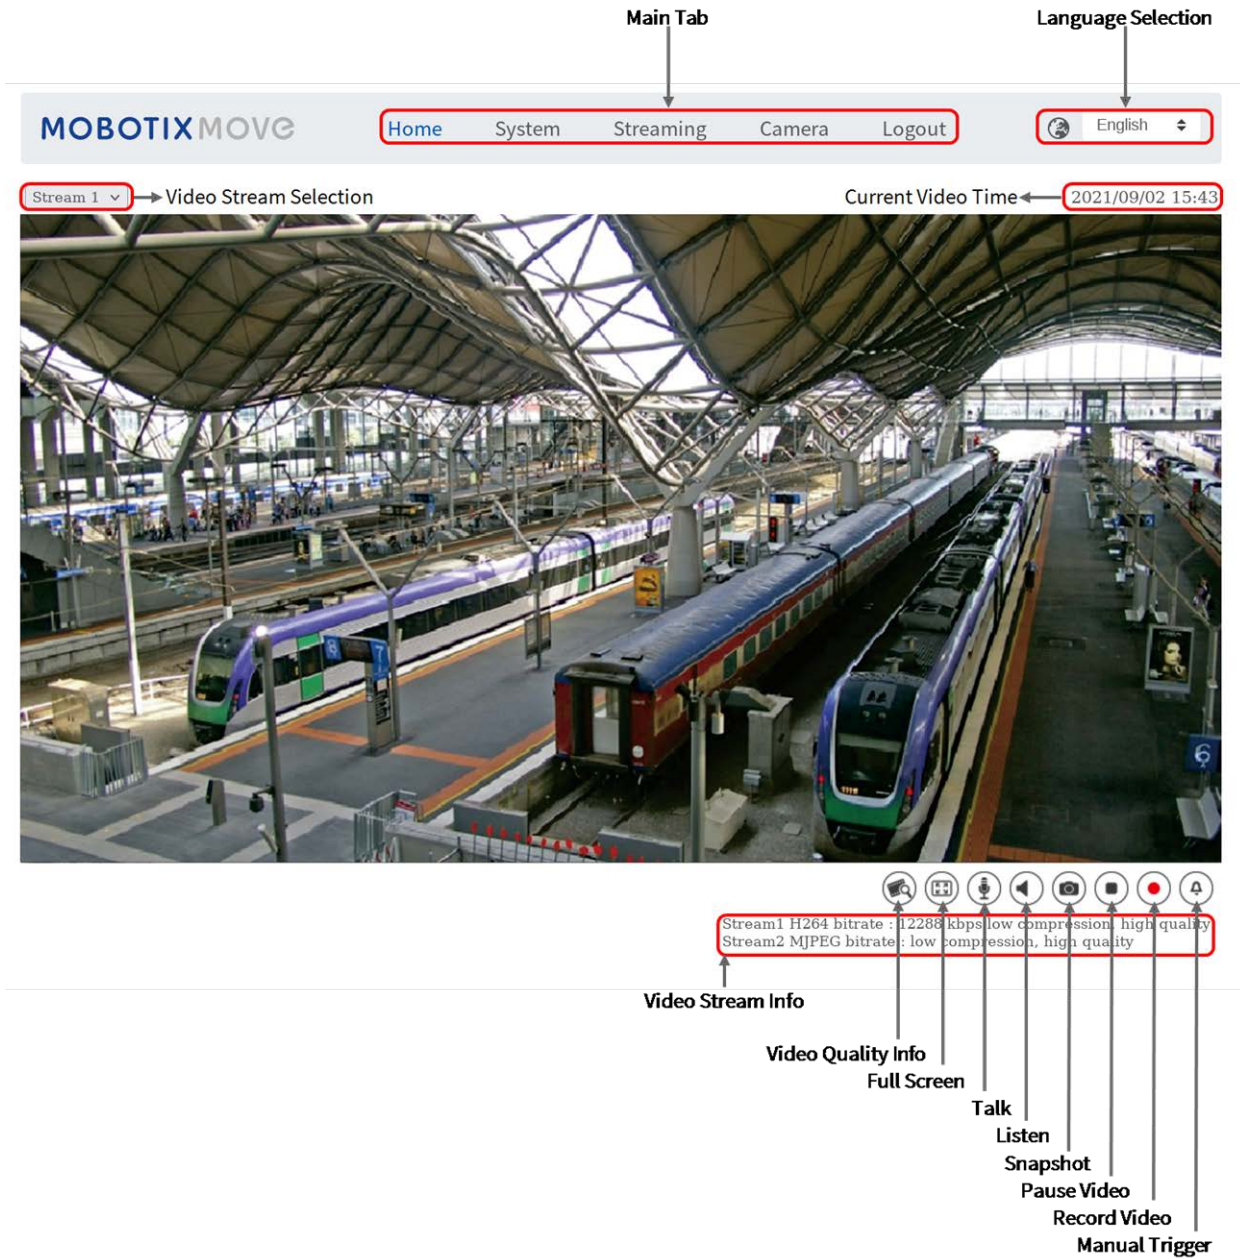 Main Tab
Language Selection
MOBOTIX MOVE
Home System Streaming Camera Logout
English
Stream 1
Video Stream Selection
Current Video Time
2021/09/02 15:43
8
7
1116
6
Stream1 H264 bitrate : 12288 kbps low compression, high quality
Stream2 MJPEG bitrate : low compression, high quality
Video Stream Info
Video Quality Info
Full Screen
Talk
Listen
Snapshot
Pause Video
Record Video
Manual Trigger